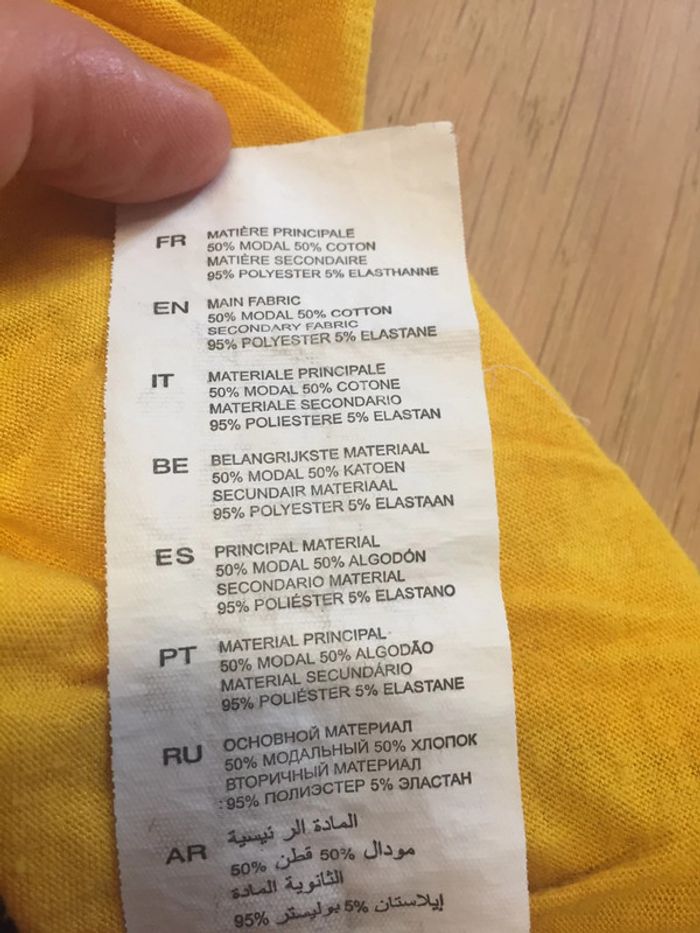 FR MATIÈRE PRINCIPALE
50% MODAL 50% COTON
MATIÈRE SECONDAIRE
95% POLYESTER 5% ELASTHANNE
EN MAIN FABRIC
50% MODAL 50% COTTON
SECONDARY FABRIC
95% POLYESTER 5% ELASTANE
IT MATERIALE PRINCIPALE
50% MODAL 50% COTONE
MATERIALE SECONDARIO
95% POLIESTERE 5% ELASTAN
BE BELANGRIJKSTE MATERIAAL
50% MODAL 50% KATOEN
SECUNDAIR MATERIAAL
95% POLYESTER 5% ELASTAAN
ES PRINCIPAL MATERIAL
50% MODAL 50% ALGODÓN
SECONDARIO MATERIAL
95% POLIÉSTER 5% ELASTANO
PT MATERIAL PRINCIPAL
50% MODAL 50% ALGODÃO
MATERIAL SECUNDÁRIO
95% POLIÉSTER 5% ELASTANE
RU ОСНОВНОЙ МАТЕРИАЛ
50% МОДАЛЬНЫЙ 50% ХЛОПОК
ВТОРИЧНЫЙ МАТЕРИАЛ
:95% ПОЛИЭСТЕР 5% ЭЛАСТАН
AR المادة الر ئيسية
مودال 50% قطن 50%
الثانوية المادة
إيلاستان 5% بوليستر 95%